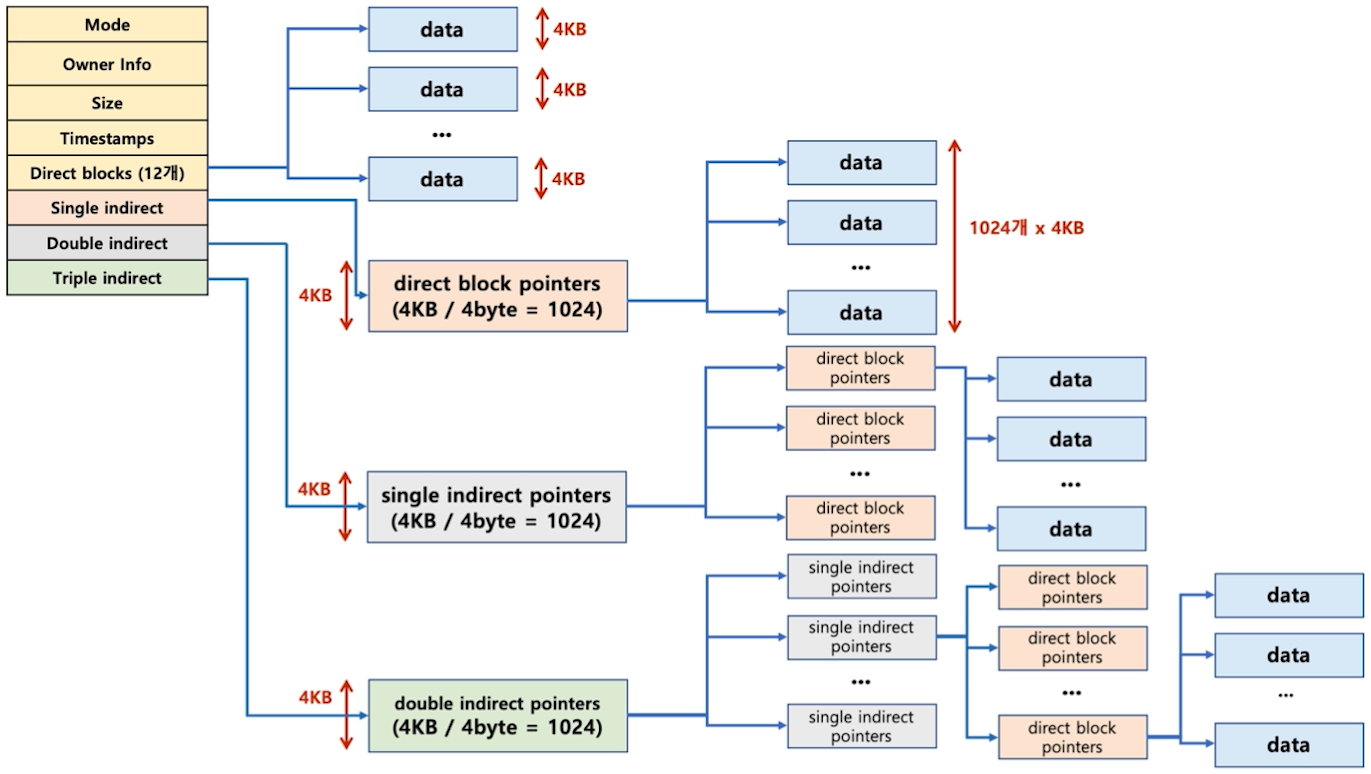 Mode
Owner Info
Size
Timestamps
Direct blocks (12개)
Single indirect
Double indirect
Triple indirect
data
4KB
data
4KB
...
data
4KB
4KB
direct block pointers
(4KB / 4byte = 1024)
data
data
...
data
1024개 x 4KB
4KB
single indirect pointers
(4KB / 4byte = 1024)
direct block
pointers
direct block
pointers
...
direct block
pointers
data
data
...
data
4KB
double indirect pointers
(4KB / 4byte = 1024)
single indirect
pointers
single indirect
pointers
...
single indirect
pointers
direct block
pointers
direct block
pointers
...
direct block
pointers
data
data
...
data